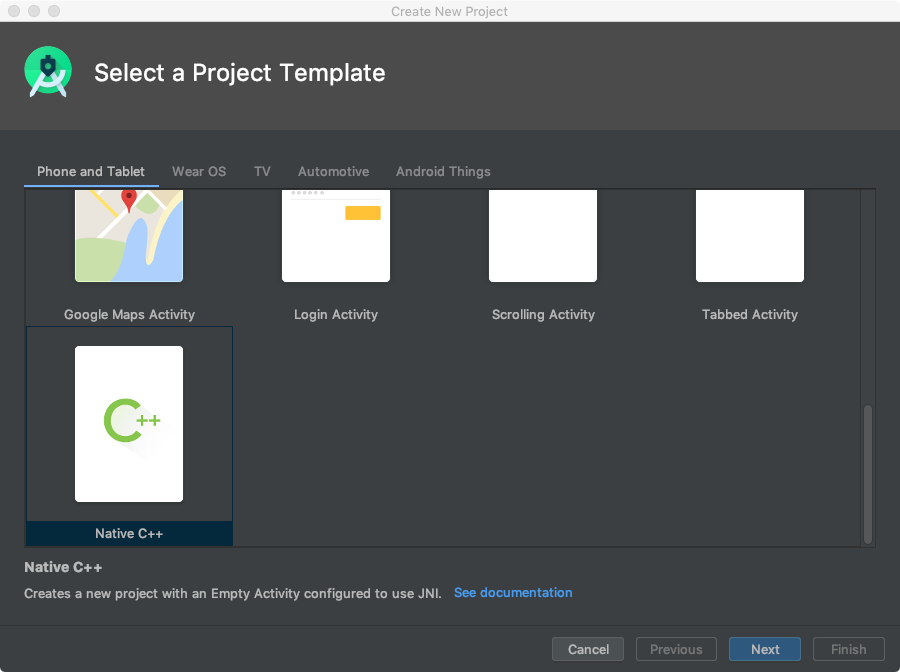 Create New Project
Select a Project Template
Phone and Tablet Wear OS TV Automotive Android Things
Google Maps Activity Login Activity Scrolling Activity Tabbed Activity
C++
Native C++
Native C++
Creates a new project with an Empty Activity configured to use JNI. See documentation
Cancel Previous Next Finish